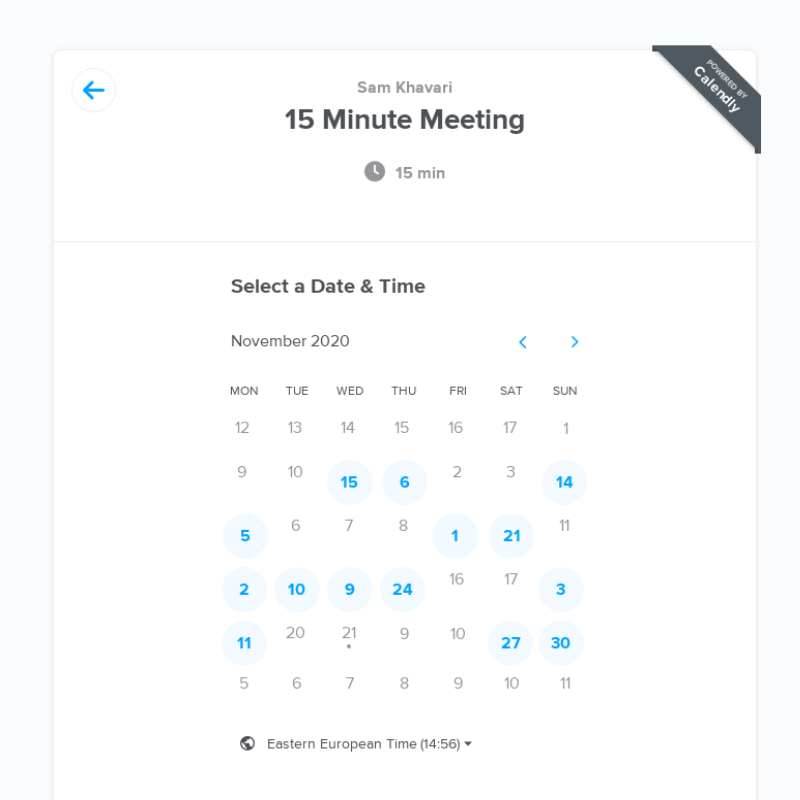 POWERED BY
Calendly
Sam Khavari
15 Minute Meeting
15 min
Select a Date & Time
November 2020
MON TUE WED THU FRI SAT SUN
12 13 14 15 16 17 1
9 10 15 6 2 3 14
5 6 7 8 1 21 11
2 10 9 24 16 17 3
11 20 21 9 10 27 30
5 6 7 8 9 10 11
Eastern European Time (14:56)